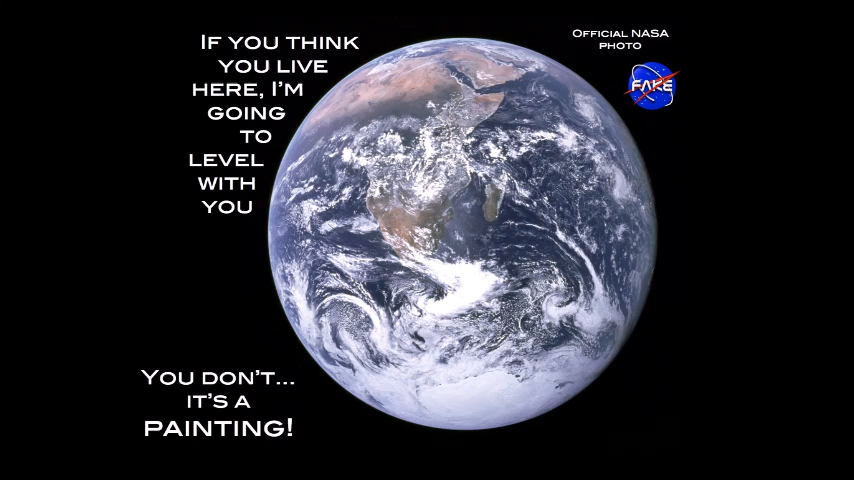 IF YOU THINK
YOU LIVE
HERE, I'M
GOING
TO
LEVEL
WITH
YOU
OFFICIAL NASA
PHOTO
FAKE
YOU DON'T...
IT'S A
PAINTING!